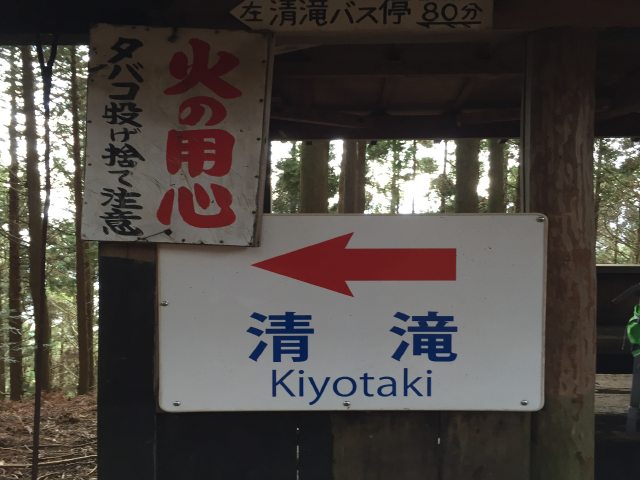 左 清滝バス停 80分
火の用心
タバコ投げ捨て注意
清滝
Kiyotaki